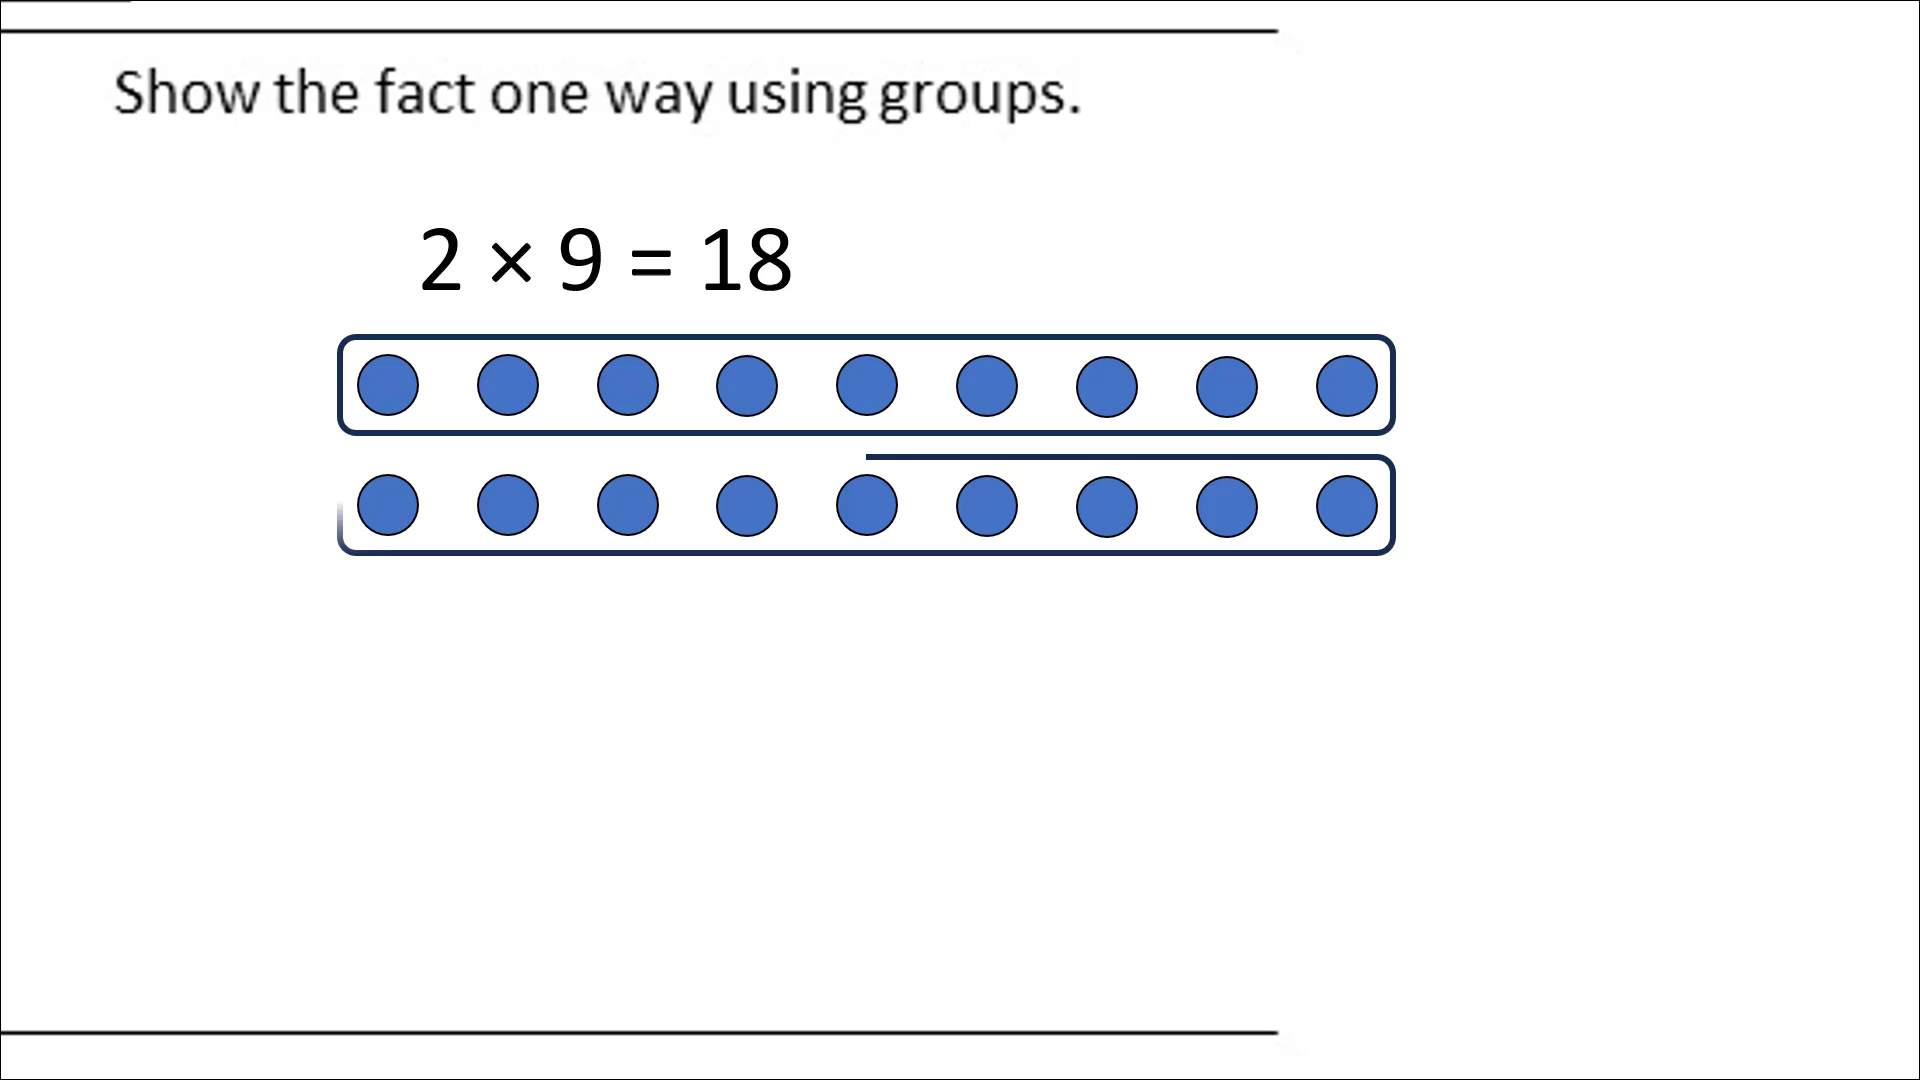 Show the fact one way using groups.
2 × 9 = 18